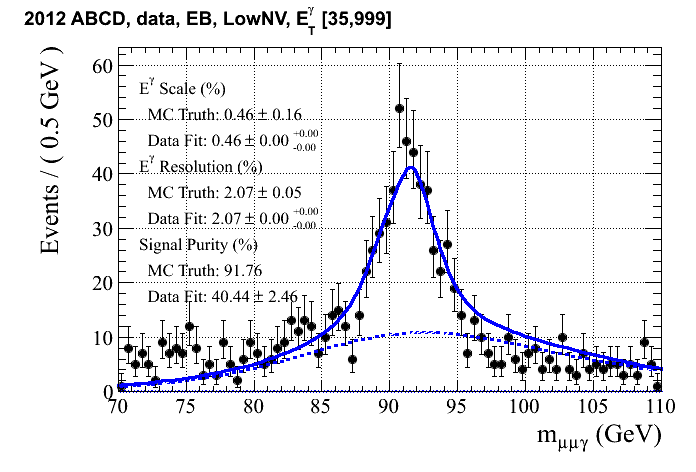 2012 ABCD, data, EB, LowNV, E_T^γ [35,999]
Events / ( 0.5 GeV )
60
50
40
30
20
10
0
E^γ Scale (%)
MC Truth: 0.46 ± 0.16
Data Fit: 0.46 ± 0.00 +0.00 -0.00
E^γ Resolution (%)
MC Truth: 2.07 ± 0.05
Data Fit: 2.07 ± 0.00 +0.00 -0.00
Signal Purity (%)
MC Truth: 91.76
Data Fit: 40.44 ± 2.46
70 75 80 85 90 95 100 105 110
m_μμγ (GeV)